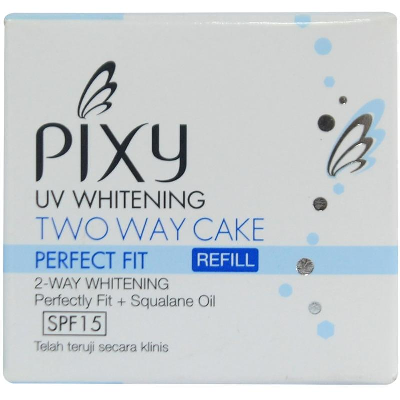 PIXY
UV WHITENING
TWO WAY CAKE
PERFECT FIT REFILL
2-WAY WHITENING
Perfectly Fit + Squalane Oil
SPF15
Telah teruji secara klinis